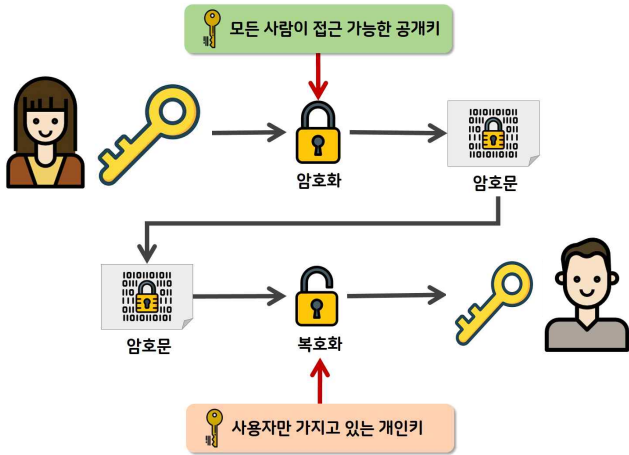 모든 사람이 접근 가능한 공개키
암호화
암호문
암호문
복호화
사용자만 가지고 있는 개인키